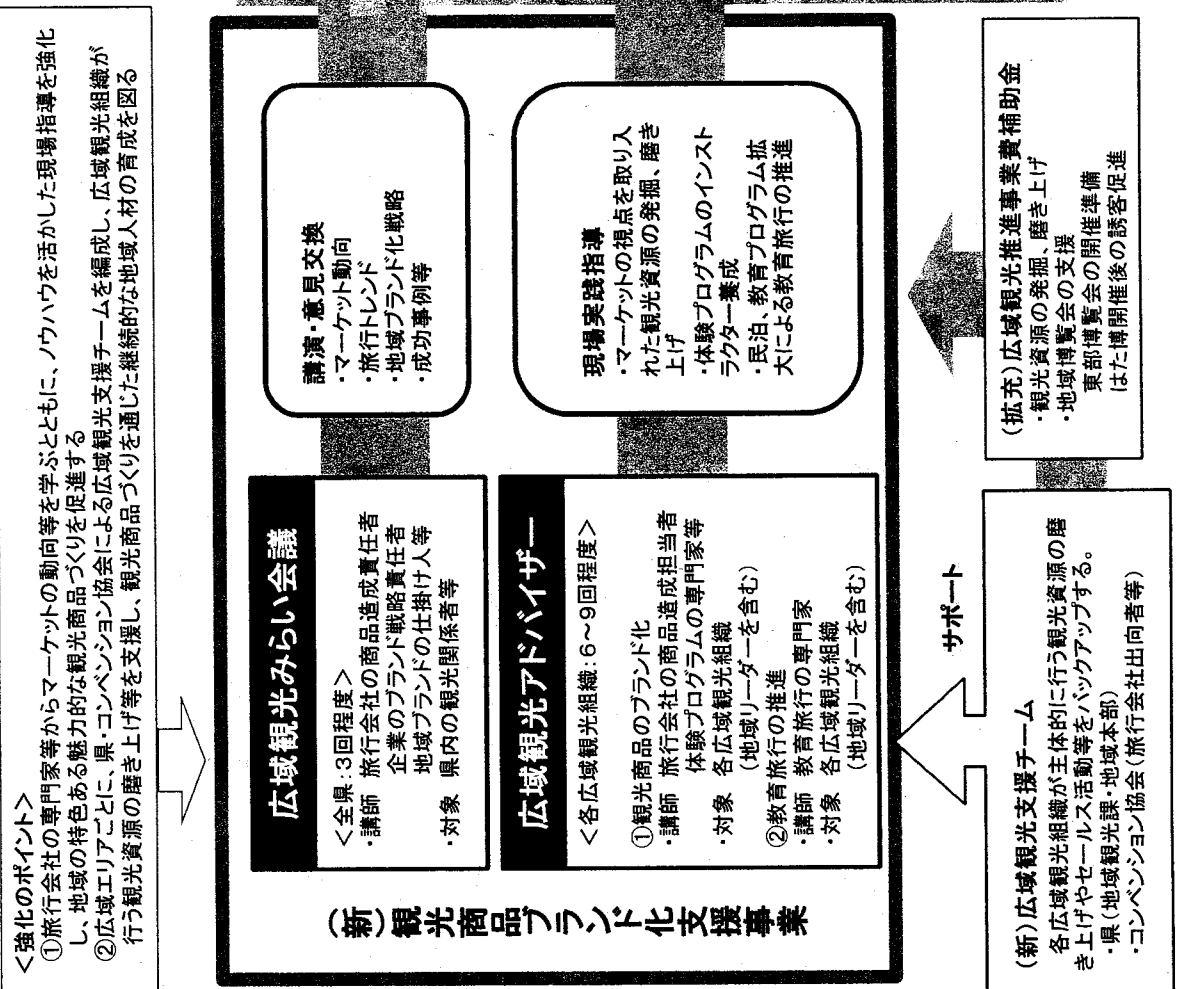 ＜強化のポイント＞
①旅行会社の専門家等からマーケットの動向等を学ぶとともに、ノウハウを活かした現場指導を強化
し、地域の特色ある魅力的な観光商品づくりを促進する
②広域エリアごとに、県・コンベンション協会による広域観光支援チームを編成し、広域観光組織が
行う観光資源の磨き上げ等を支援し、観光商品づくりを通じた継続的な地域人材の育成を図る
（新）観光商品ブランド化支援事業
広域観光みらい会議
＜全県：3回程度＞
・講師　旅行会社の商品造成責任者
企業のブランド戦略責任者
地域ブランドの仕掛け人等
・対象　県内の観光関係者等
講演・意見交換
・マーケット動向
・旅行トレンド
・地域ブランド化戦略
・成功事例等
広域観光アドバイザー
＜各広域観光組織：6～9回程度＞
①観光商品のブランド化
・講師　旅行会社の商品造成担当者
体験プログラムの専門家等
・対象　各広域観光組織
（地域リーダーを含む）
②教育旅行の推進
・講師　教育旅行の専門家
・対象　各広域観光組織
（地域リーダーを含む）
現場実践指導
・マーケットの視点を取り入
れた観光資源の発掘、磨き
上げ
・体験プログラムのインスト
ラクター養成
・民泊、教育プログラム拡
大による教育旅行の推進
サポート
（新）広域観光支援チーム
各広域観光組織が主体的に行う観光資源の磨
き上げやセールス活動等をバックアップする。
・県（地域観光課・地域本部）
・コンベンション協会（旅行会社出向者等）
（拡充）広域観光推進事業費補助金
・観光資源の発掘、磨き上げ
・地域博覧会の支援
東部博覧会の開催準備
はた博開催後の誘客促進